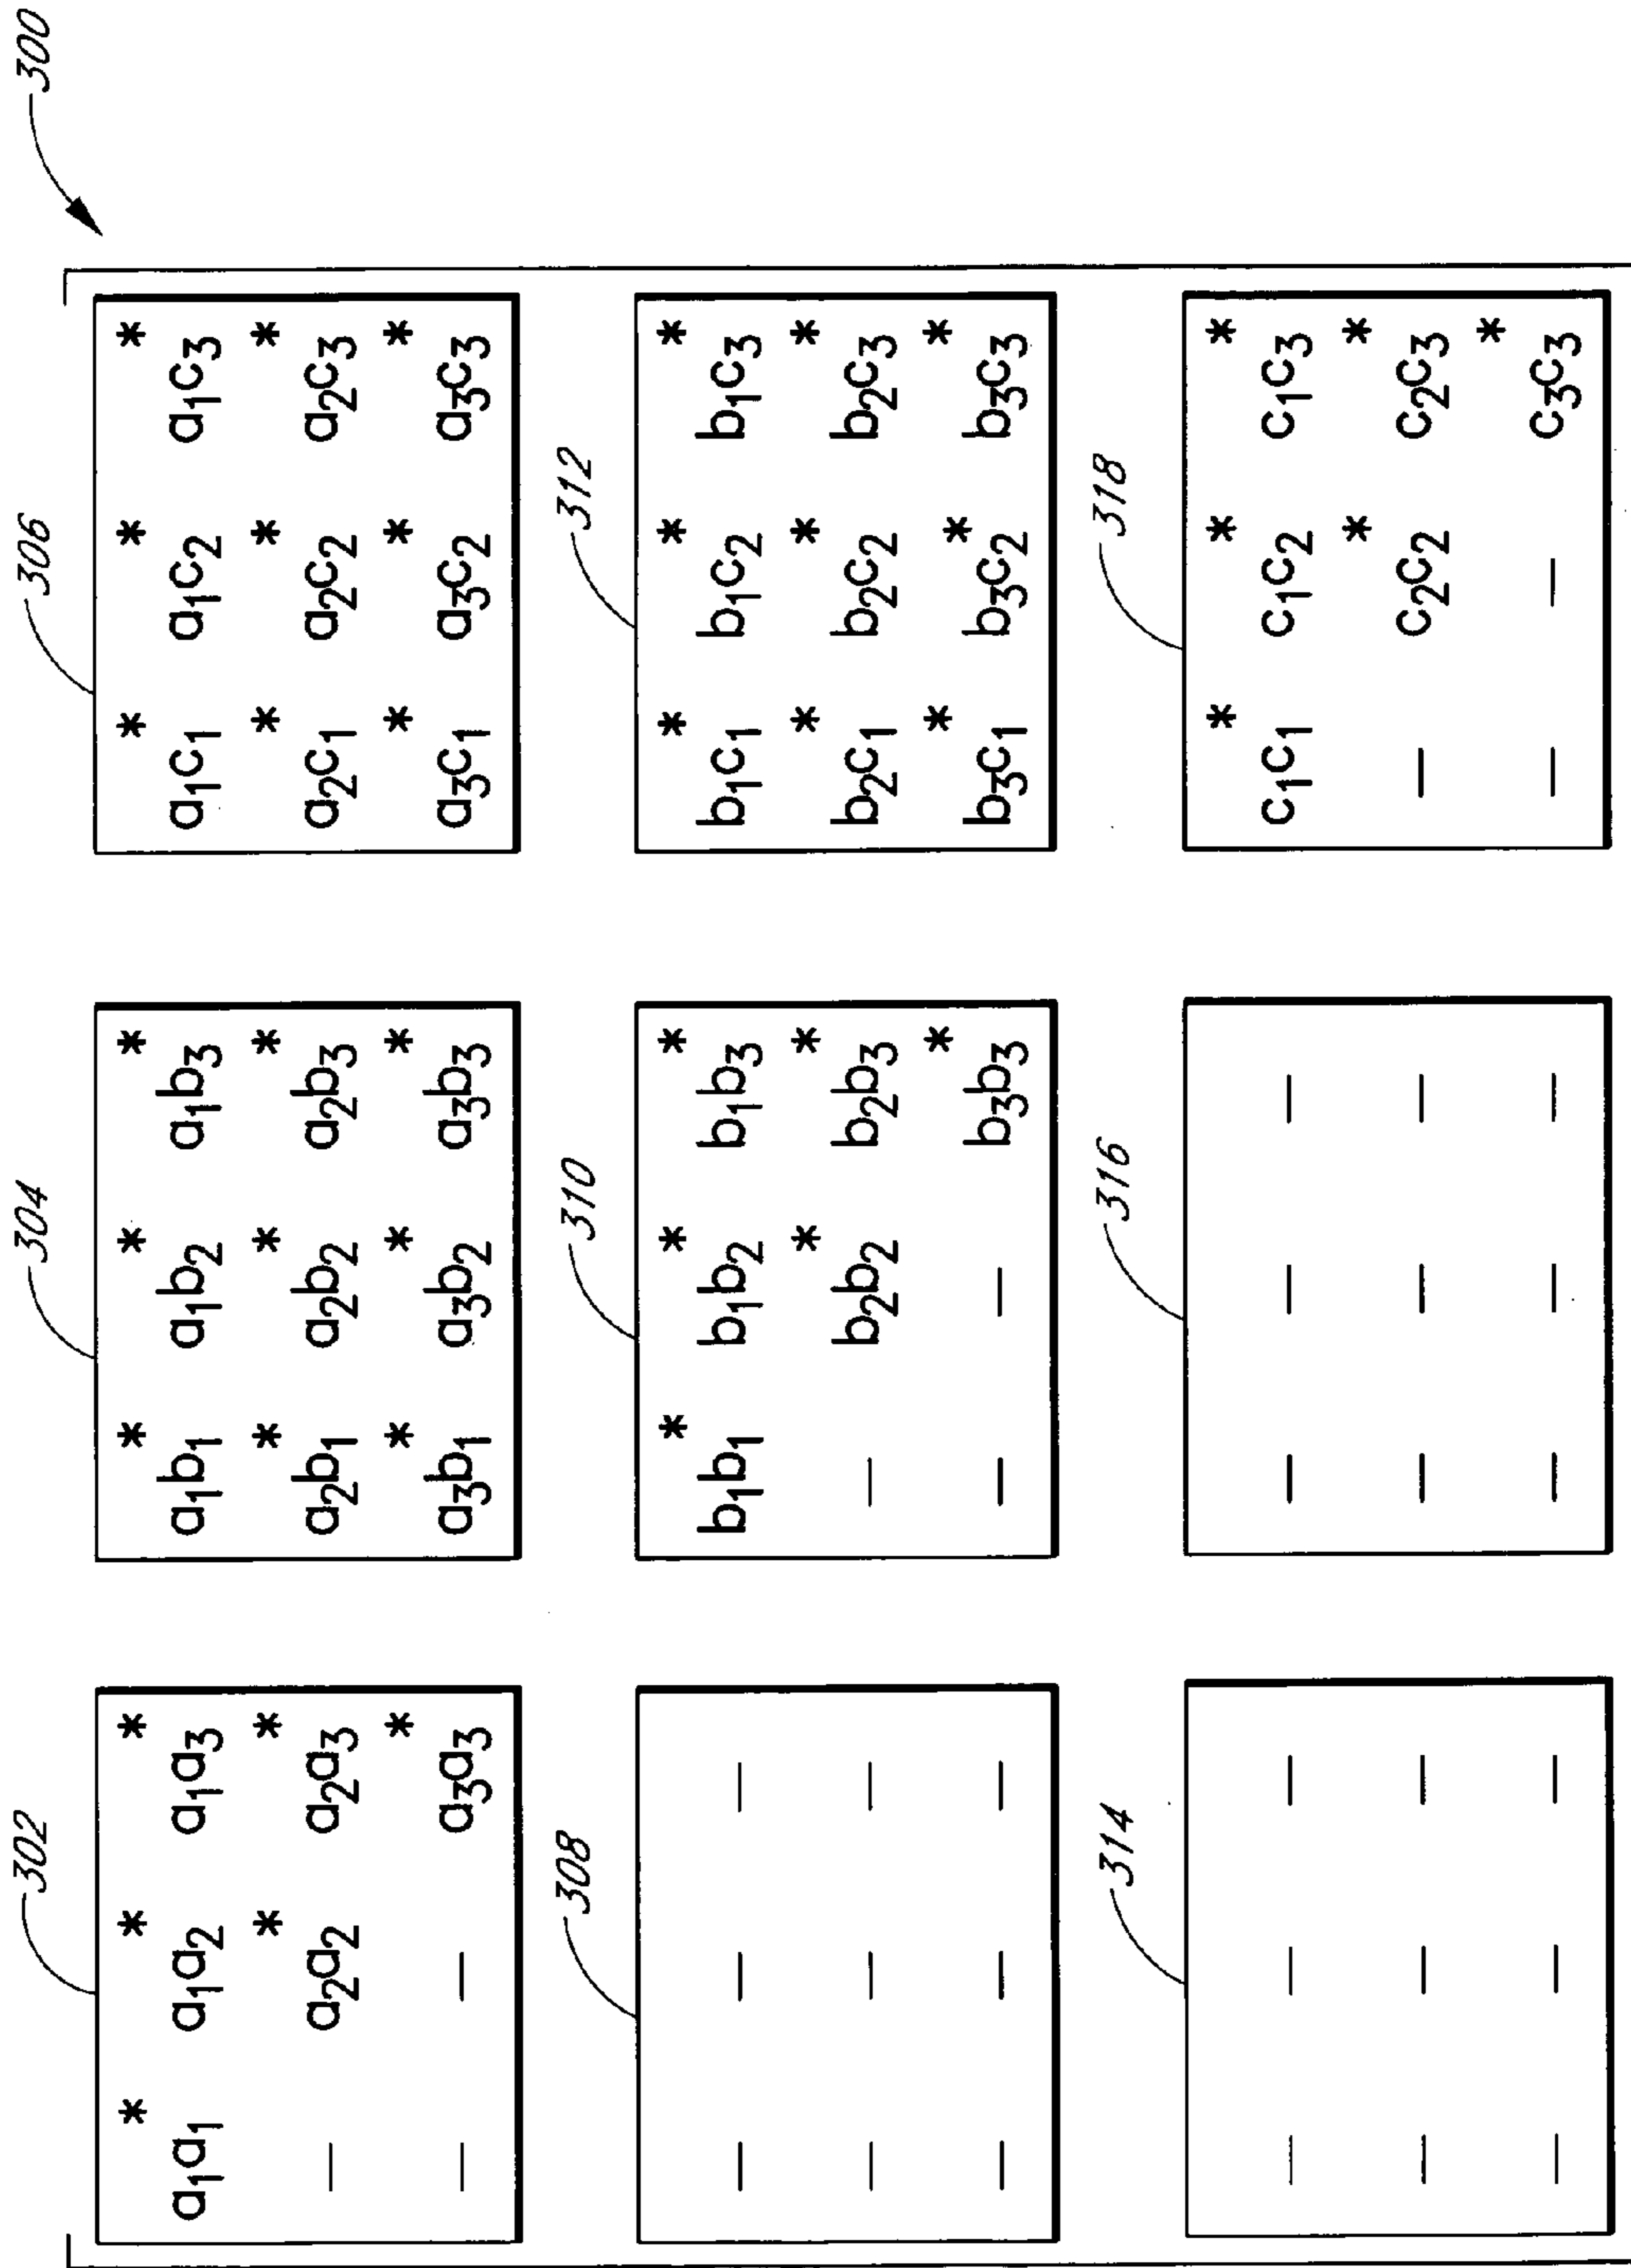 302 304 306 300
a₁a₁* a₁a₂* a₁a₃* a₁b₁* a₁b₂* a₁b₃* a₁c₁* a₁c₂* a₁c₃*
— a₂a₂* a₂a₃* a₂b₁* a₂b₂* a₂b₃* a₂c₁* a₂c₂* a₂c₃*
— — a₃a₃* a₃b₁* a₃b₂* a₃b₃* a₃c₁* a₃c₂* a₃c₃*
308 310 312
— — — b₁b₁* b₁b₂* b₁b₃* b₁c₁* b₁c₂* b₁c₃*
— — — — b₂b₂* b₂b₃* b₂c₁* b₂c₂* b₂c₃*
— — — — — b₃b₃* b₃c₁* b₃c₂* b₃c₃*
314 316 318
— — — — — — c₁c₁* c₁c₂* c₁c₃*
— — — — — — — c₂c₂* c₂c₃*
— — — — — — — — c₃c₃*